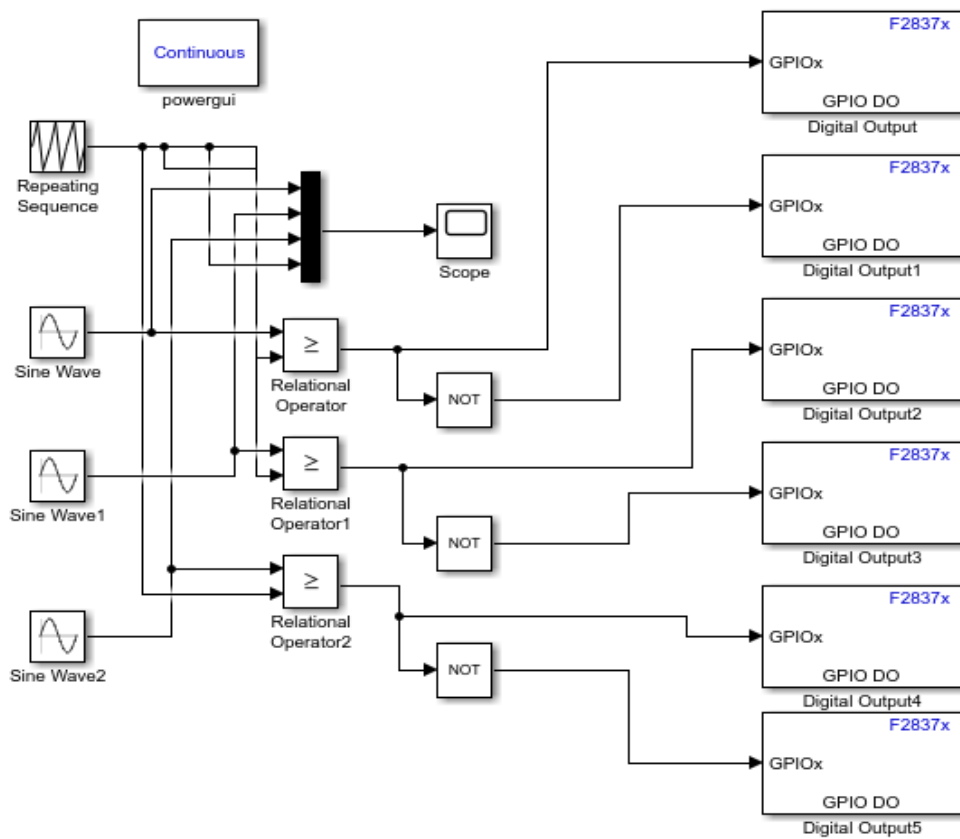 Continuous
powergui
Repeating
Sequence
Scope
Sine Wave
≥
Relational
Operator
NOT
Sine Wave1
≥
Relational
Operator1
NOT
Sine Wave2
≥
Relational
Operator2
NOT
F2837x
GPIOx
GPIO DO
Digital Output
F2837x
GPIOx
GPIO DO
Digital Output1
F2837x
GPIOx
GPIO DO
Digital Output2
F2837x
GPIOx
GPIO DO
Digital Output3
F2837x
GPIOx
GPIO DO
Digital Output4
F2837x
GPIOx
GPIO DO
Digital Output5